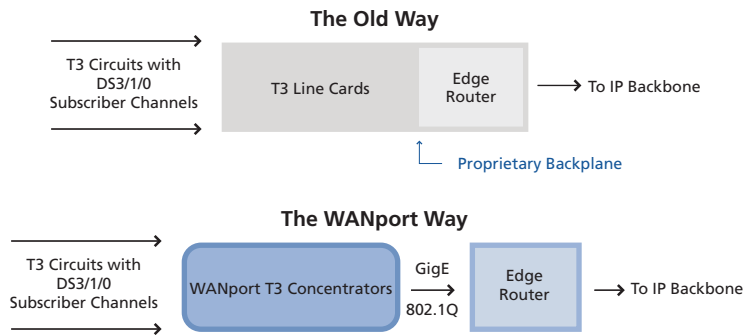 The Old Way
T3 Circuits with
DS3/1/0
Subscriber Channels
T3 Line Cards
Edge
Router
To IP Backbone
Proprietary Backplane
The WANport Way
T3 Circuits with
DS3/1/0
Subscriber Channels
WANport T3 Concentrators
GigE
802.1Q
Edge
Router
To IP Backbone